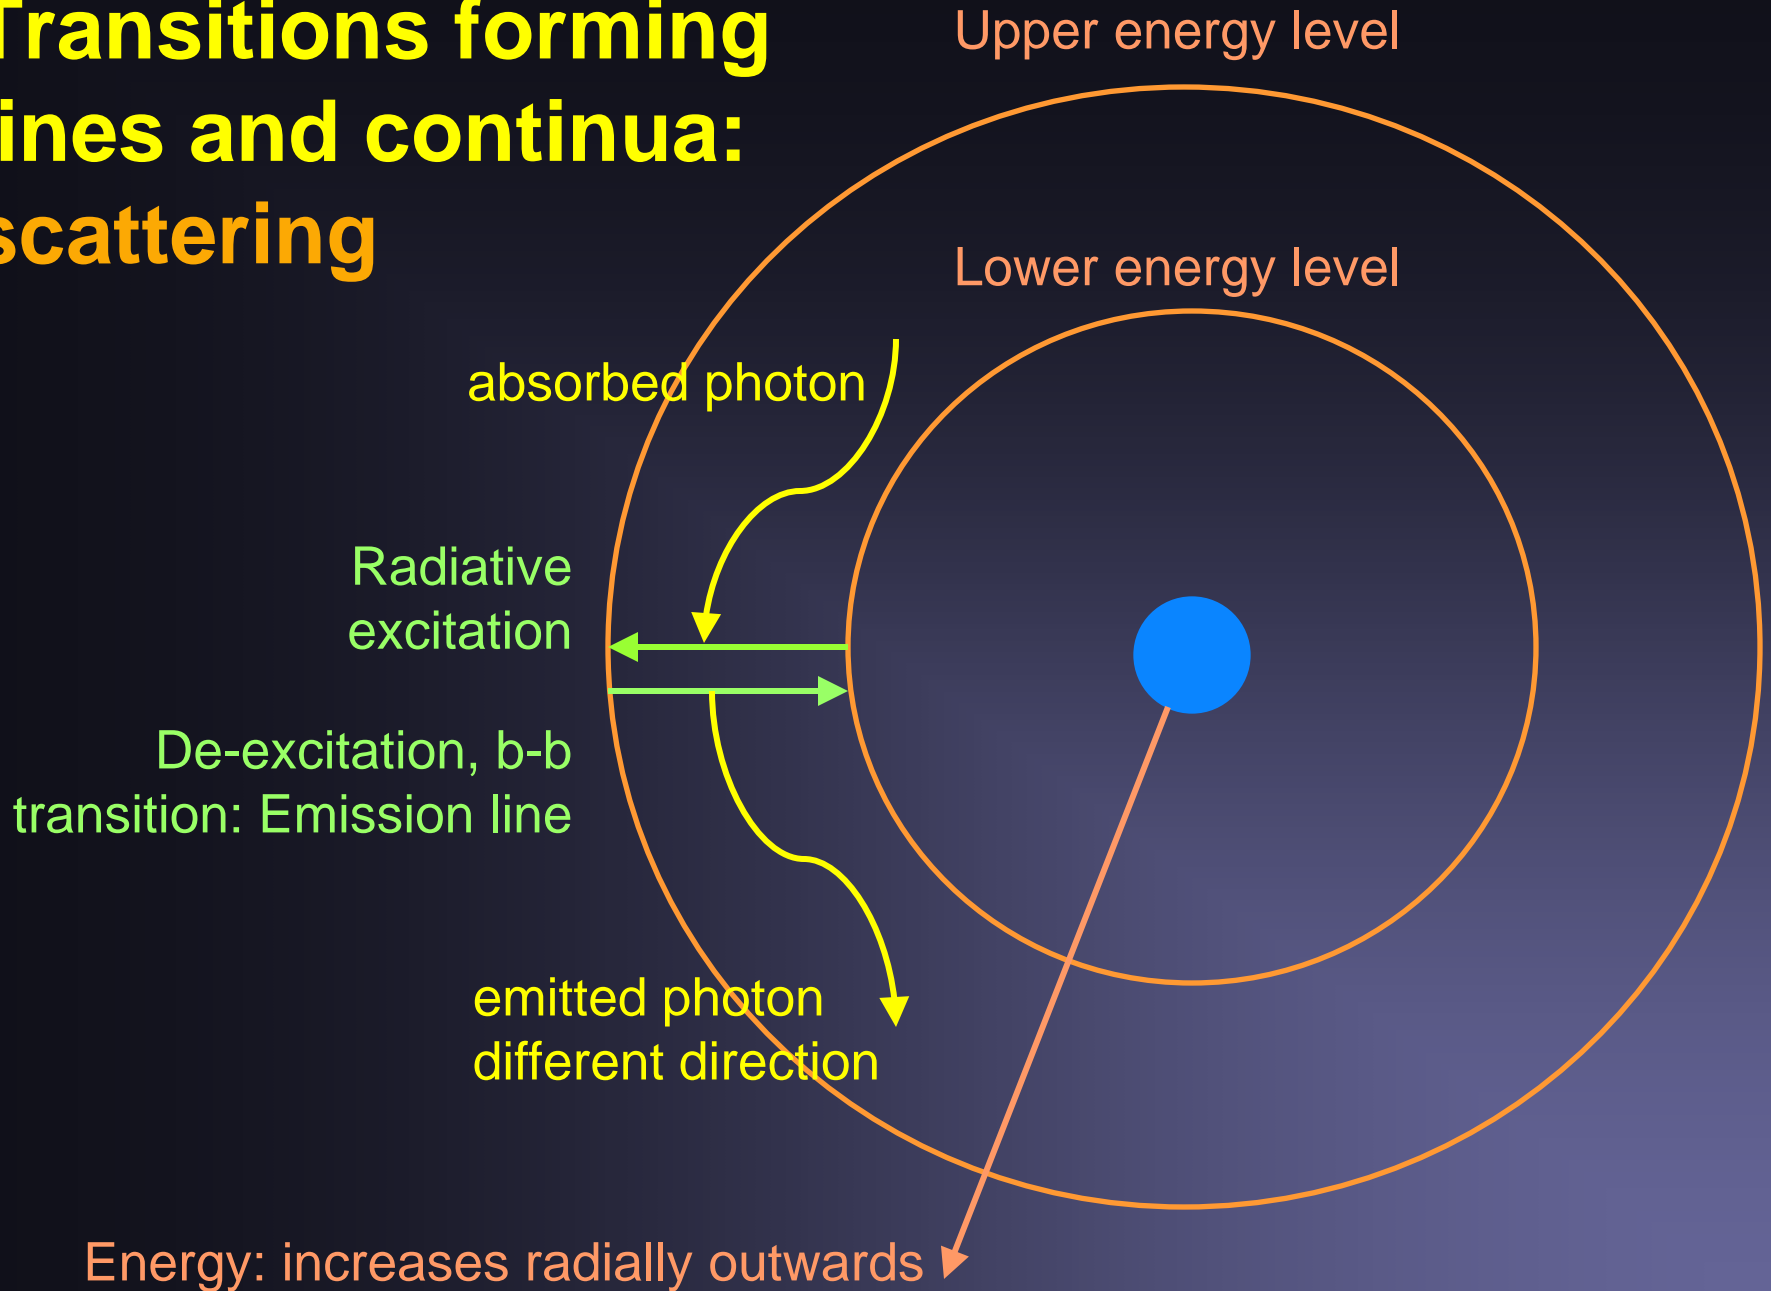 Transitions forming
lines and continua:
scattering
Upper energy level
Lower energy level
absorbed photon
Radiative
excitation
De-excitation, b-b
transition: Emission line
emitted photon
different direction
Energy: increases radially outwards